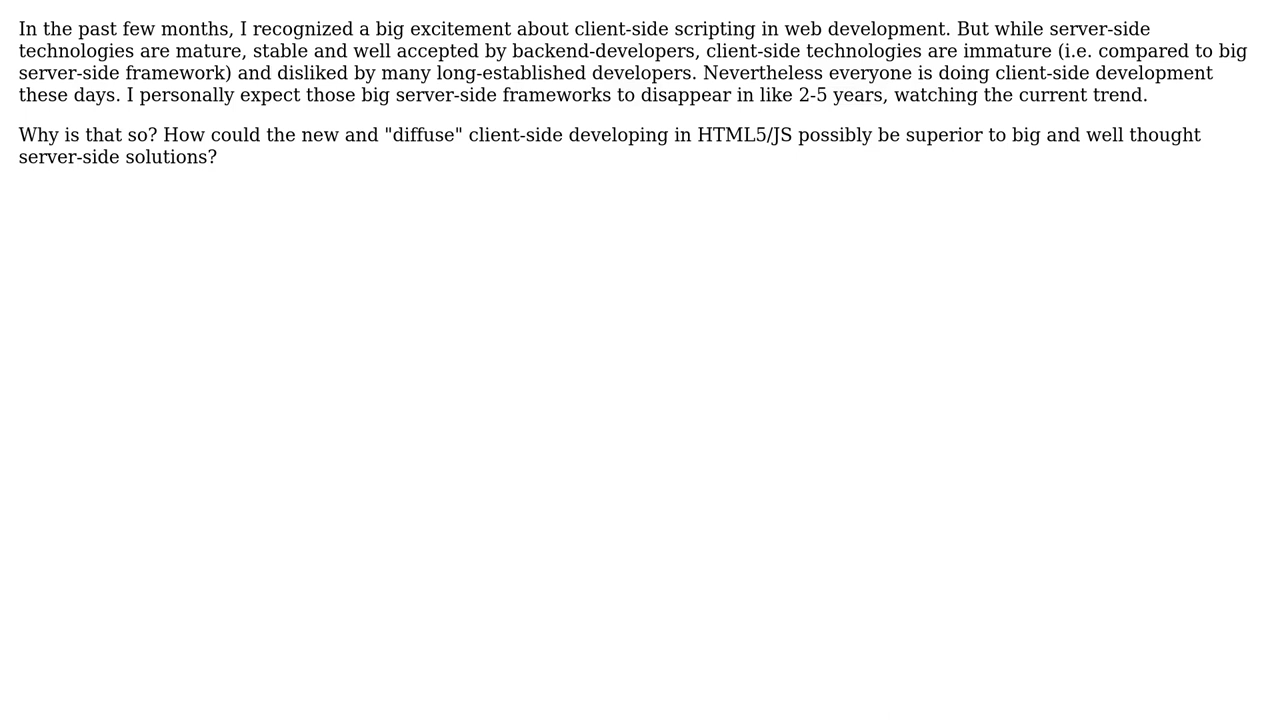 In the past few months, I recognized a big excitement about client-side scripting in web development. But while server-side
technologies are mature, stable and well accepted by backend-developers, client-side technologies are immature (i.e. compared to big
server-side framework) and disliked by many long-established developers. Nevertheless everyone is doing client-side development
these days. I personally expect those big server-side frameworks to disappear in like 2-5 years, watching the current trend.
Why is that so? How could the new and "diffuse" client-side developing in HTML5/JS possibly be superior to big and well thought
server-side solutions?